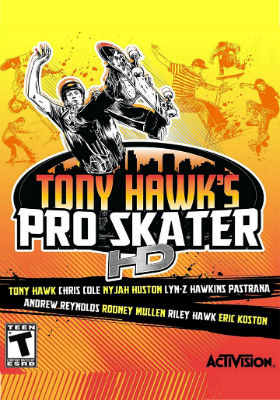 TONY HAWK'S
PRO SKATER
HD
TONY HAWK CHRIS COLE NYJAH HUSTON LYN-Z HAWKINS PASTRANA
ANDREW REYNOLDS RODNEY MULLEN RILEY HAWK ERIC KOSTON
TEEN
T
ESRB
ACTIVISION